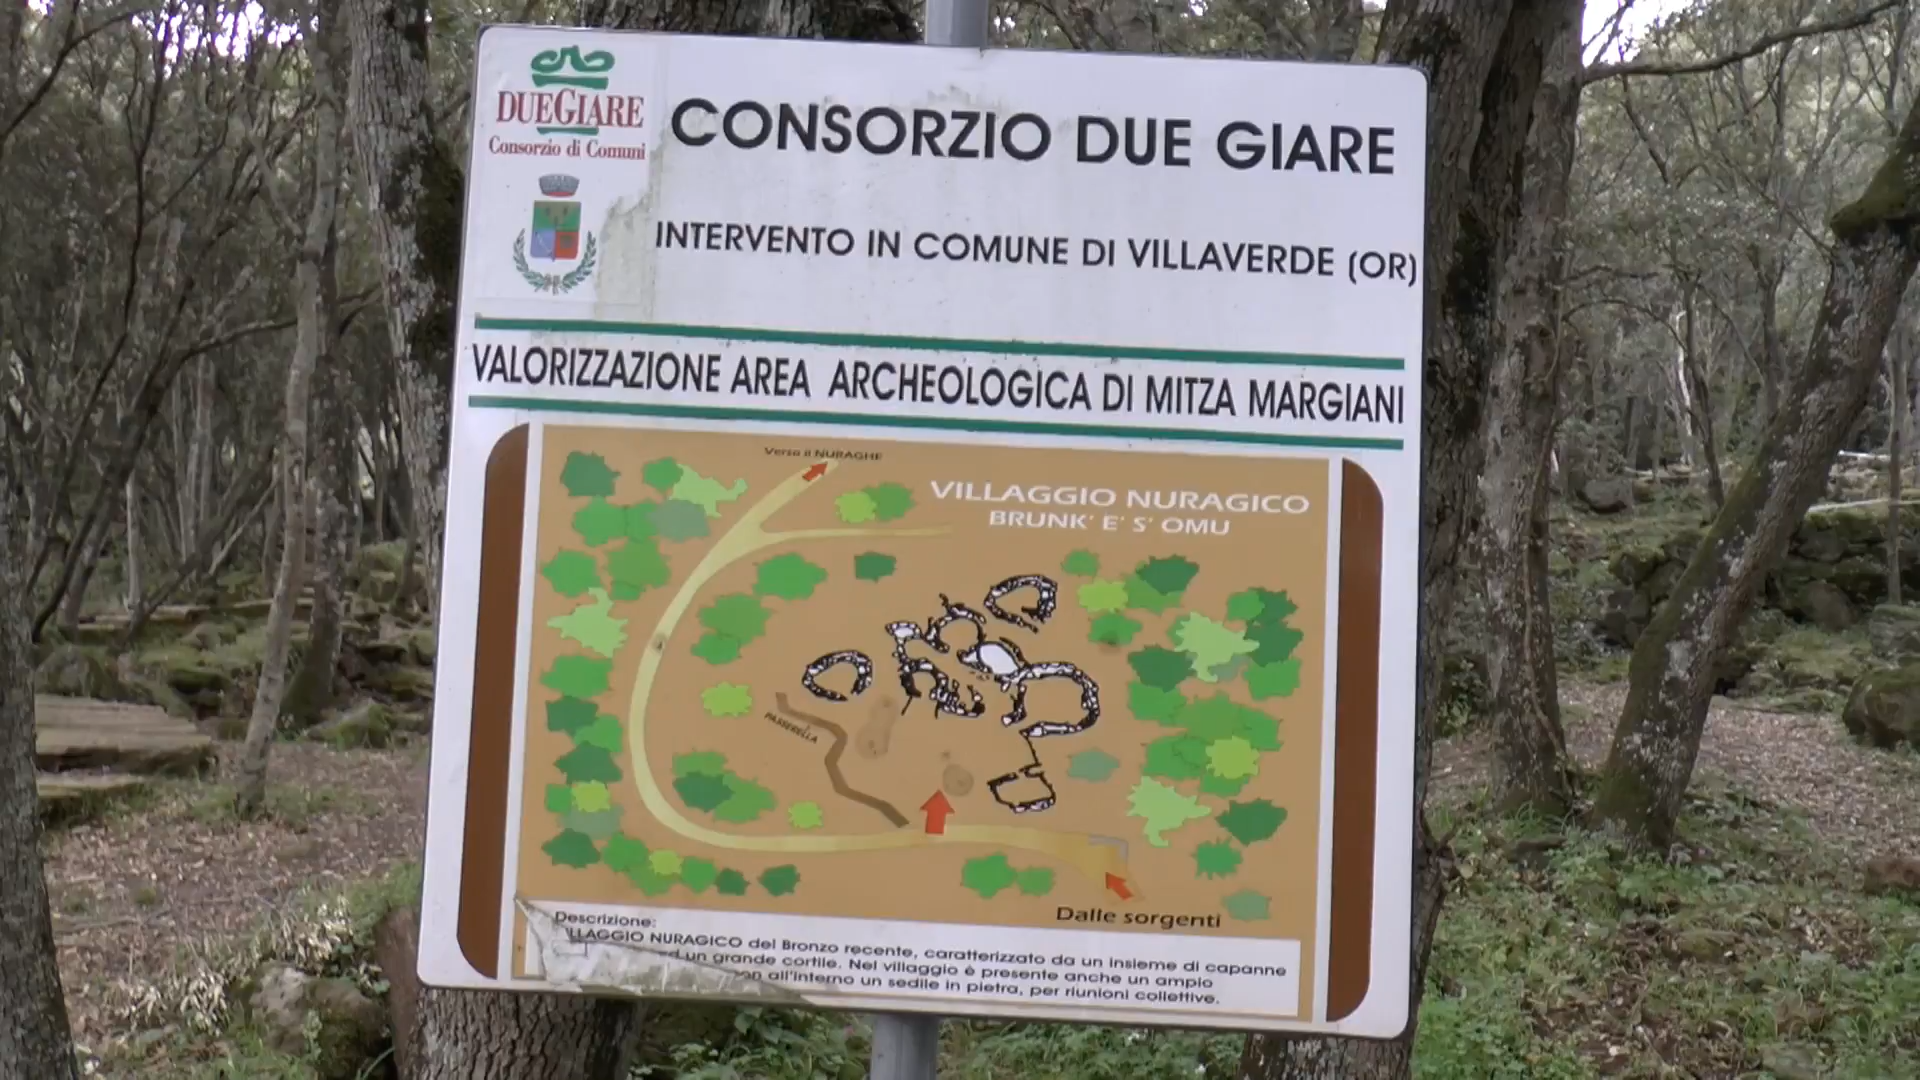 DUEGIARE
Consorzio di Comuni
CONSORZIO DUE GIARE
INTERVENTO IN COMUNE DI VILLAVERDE (OR)
VALORIZZAZIONE AREA ARCHEOLOGICA DI MITZA MARGIANI
Verso il NURAGHE
VILLAGGIO NURAGICO
BRUNK' E' S' OMU
PASSERELLA
Dalle sorgenti
Descrizione:
NURAGICO del Bronzo recente, caratterizzato da un insieme di capanne
un grande cortile. Nel villaggio è presente anche un ampio
all'interno un sedile in pietra, per riunioni collettive.